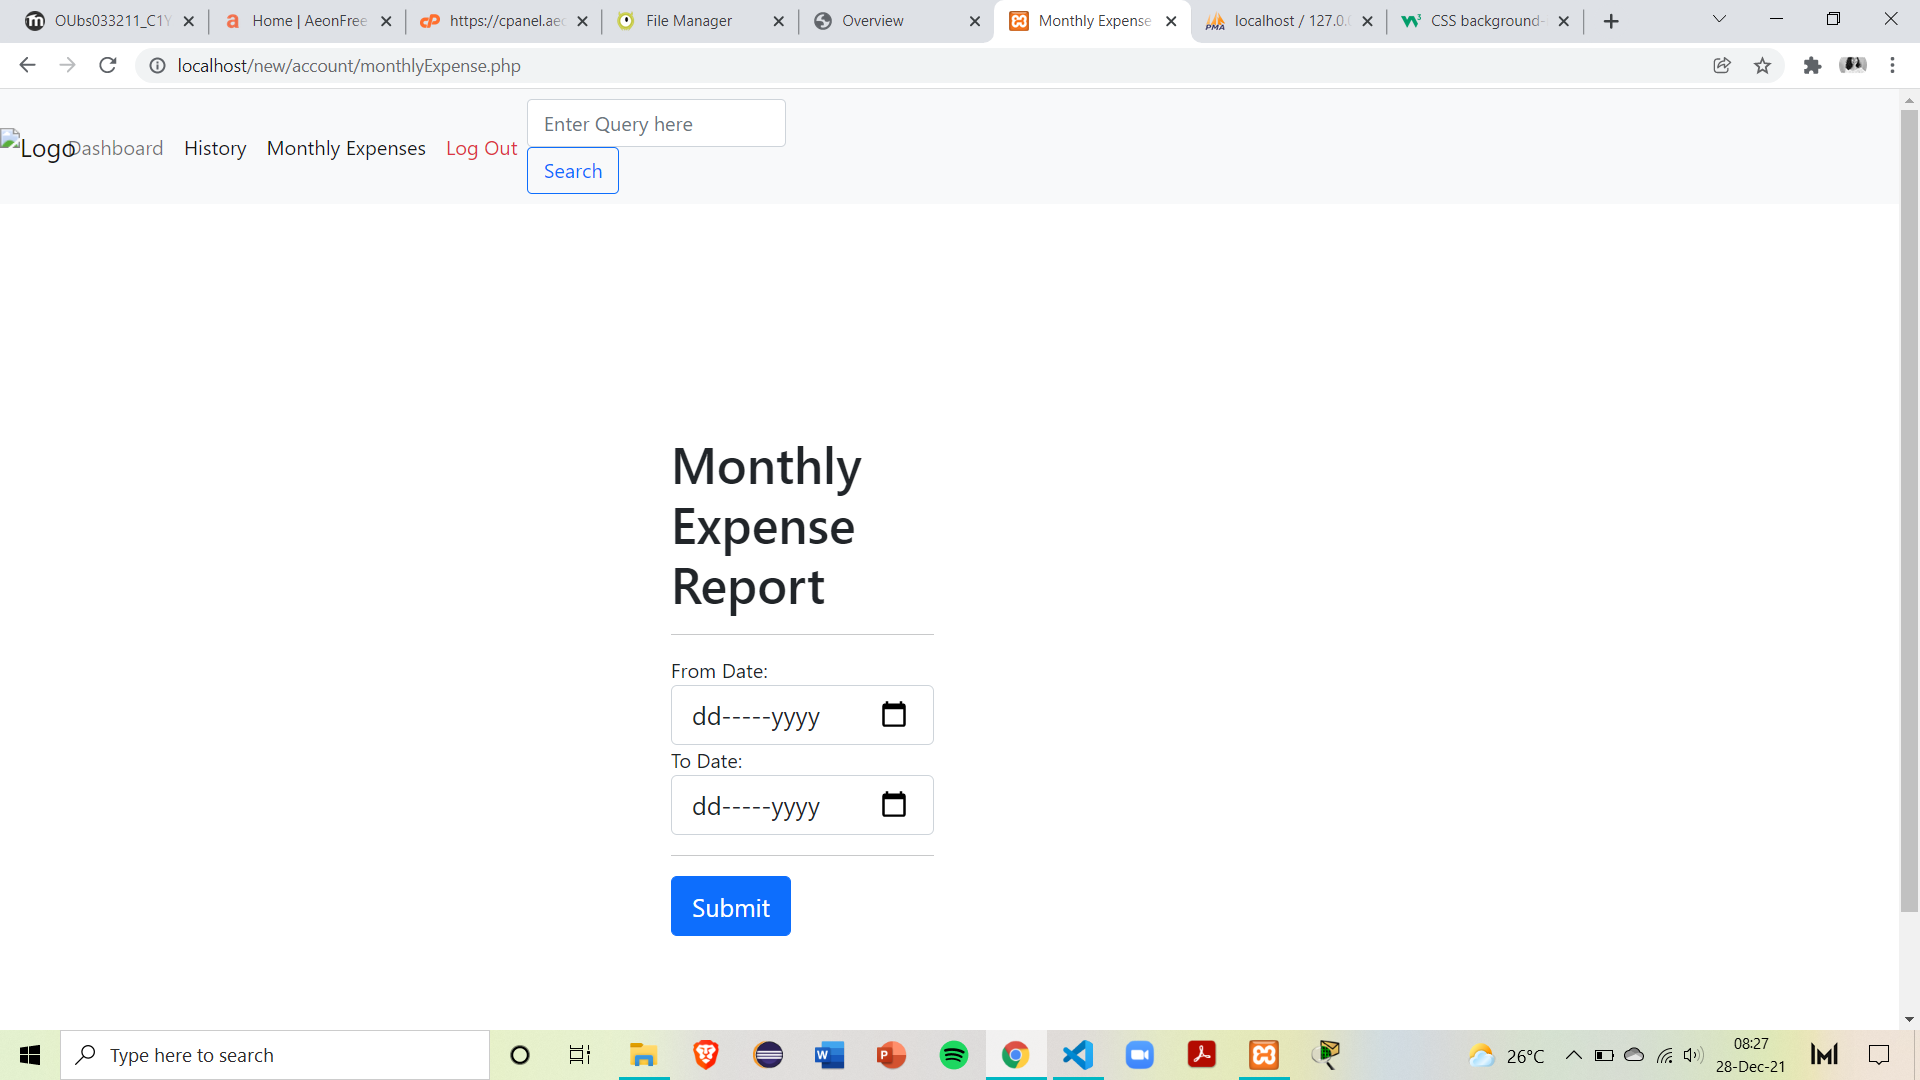 OUbs033211_C1Y
Home | AeonFree
https://cpanel.aec
File Manager
Overview
Monthly Expense
PMA
localhost / 127.0.0
CSS background-
localhost/new/account/monthlyExpense.php
Logo
Dashboard
History
Monthly Expenses
Log Out
Enter Query here
Search
Monthly
Expense
Report
From Date:
dd-----yyyy
To Date:
dd-----yyyy
Submit
Type here to search
26°C
08:27
28-Dec-21